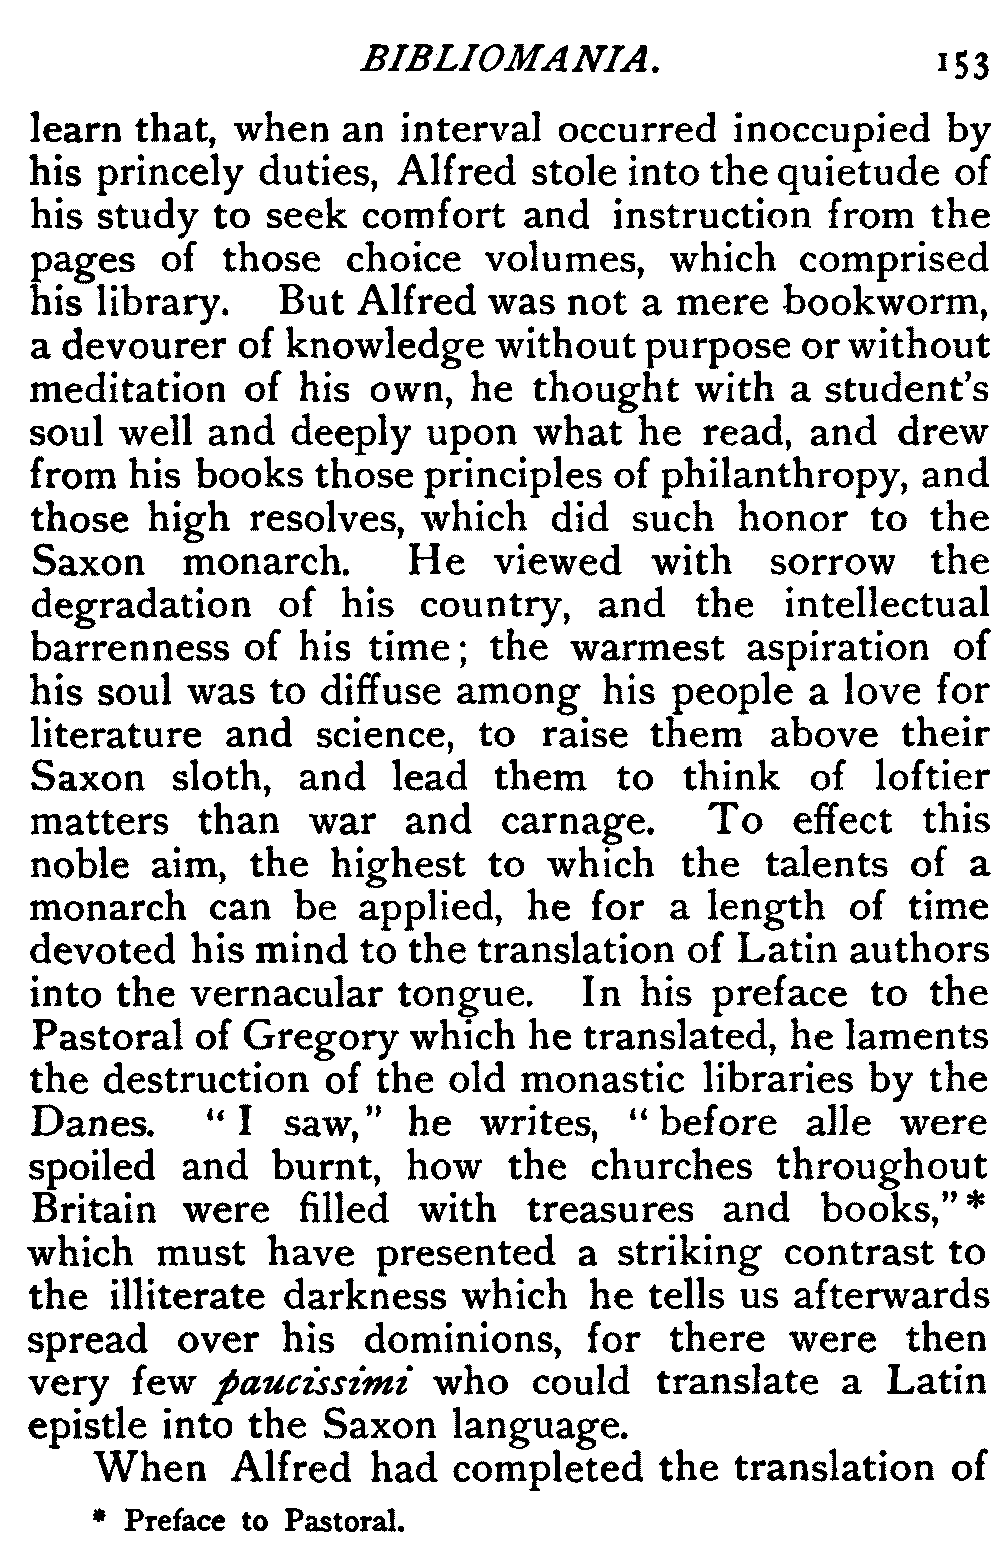 BIBLIOMANIA. 153
learn that, when an interval occurred inoccupied by
his princely duties, Alfred stole into the quietude of
his study to seek comfort and instruction from the
pages of those choice volumes, which comprised
his library. But Alfred was not a mere bookworm,
a devourer of knowledge without purpose or without
meditation of his own, he thought with a student's
soul well and deeply upon what he read, and drew
from his books those principles of philanthropy, and
those high resolves, which did such honor to the
Saxon monarch. He viewed with sorrow the
degradation of his country, and the intellectual
barrenness of his time; the warmest aspiration of
his soul was to diffuse among his people a love for
literature and science, to raise them above their
Saxon sloth, and lead them to think of loftier
matters than war and carnage. To effect this
noble aim, the highest to which the talents of a
monarch can be applied, he for a length of time
devoted his mind to the translation of Latin authors
into the vernacular tongue. In his preface to the
Pastoral of Gregory which he translated, he laments
the destruction of the old monastic libraries by the
Danes. "I saw," he writes, "before alle were
spoiled and burnt, how the churches throughout
Britain were filled with treasures and books,"*
which must have presented a striking contrast to
the illiterate darkness which he tells us afterwards
spread over his dominions, for there were then
very few paucissimi who could translate a Latin
epistle into the Saxon language.
When Alfred had completed the translation of
* Preface to Pastoral.